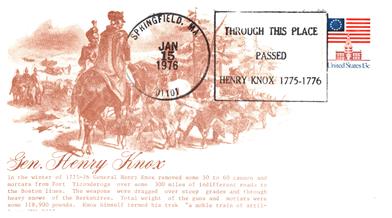 SPRINGFIELD, MA
JAN
15
1976
01101
THROUGH THIS PLACE
PASSED
HENRY KNOX 1775-1776
United States 13c
Gen. Henry Knox
in the winter of 1775-76 General Henry Knox removed some 50 to 60 cannon and
mortars from Fort Ticonderoga over some 300 miles of indifferent roads to
the Boston lines. The weapons were dragged over steep grades and through
heavy snows of the Berkshires. Total weight of the guns and mortars were
some 118,900 pounds. Knox himself termed his trek "a noble train of artil-